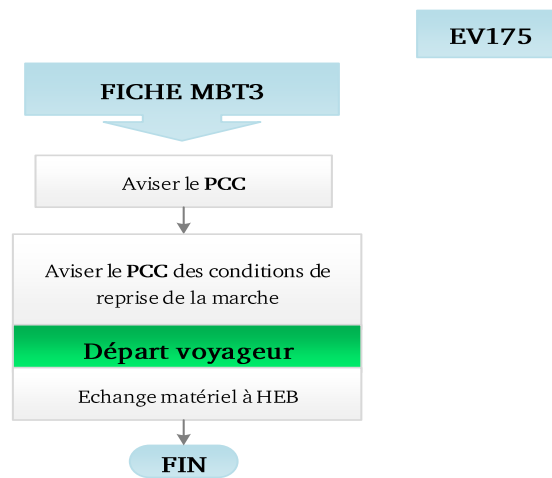 EV175
FICHE MBT3
Aviser le PCC
Aviser le PCC des conditions de
reprise de la marche
Départ voyageur
Echange matériel à HEB
FIN